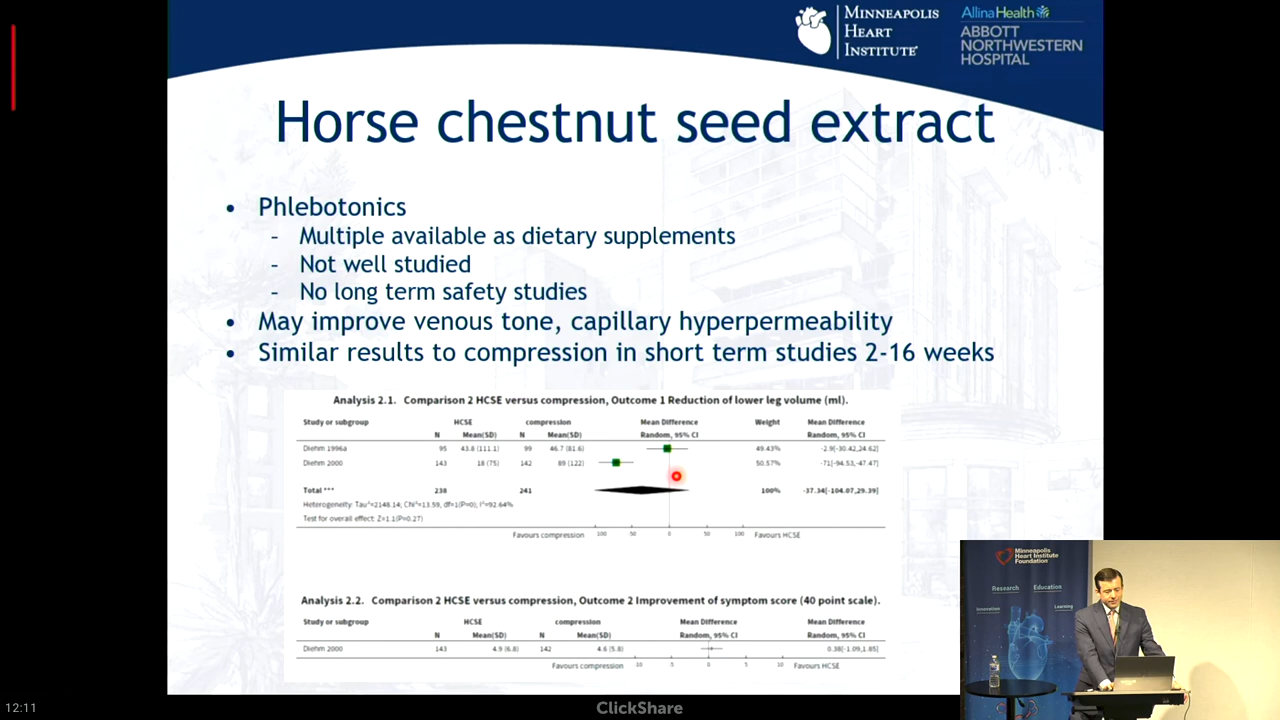 MINNEAPOLIS
HEART
INSTITUTE®
AllinaHealth
ABBOTT
NORTHWESTERN
HOSPITAL
Horse chestnut seed extract
• Phlebotonics
- Multiple available as dietary supplements
- Not well studied
- No long term safety studies
• May improve venous tone, capillary hyperpermeability
• Similar results to compression in short term studies 2-16 weeks
Analysis 2.1. Comparison 2 HCSE versus compression, Outcome 1 Reduction of lower leg volume (ml).
Study or subgroup HCSE compression Mean Difference Weight Mean Difference
N Mean(SD) N Mean(SD) Random, 95% CI Random, 95% CI
Diehm 1996a 95 43.8 (111.1) 99 46.7 (81.6) 49.43% -2.9[-30.42,24.62]
Diehm 2000 143 18 (75) 142 89 (122) 50.57% -71[-94.53,-47.47]
Total *** 238 241 100% -37.34[-104.07,29.39]
Heterogeneity: Tau²=2148.14; Chi²=13.59, df=1(P=0); I²=92.64%
Test for overall effect: Z=1.1(P=0.27)
Favours compression 100 50 0 50 100 Favours HCSE
Analysis 2.2. Comparison 2 HCSE versus compression, Outcome 2 Improvement of symptom score (40 point scale).
Study or subgroup HCSE compression Mean Difference Mean Difference
N Mean(SD) N Mean(SD) Random, 95% CI Random, 95% CI
Diehm 2000 143 4.9 (6.8) 142 4.6 (5.8) 0.38[-1.09,1.85]
Favours compression 10 5 0 5 10 Favours HCSE
Minneapolis
Heart Institute
Foundation
Research Education
Innovation Learning
12:11
ClickShare